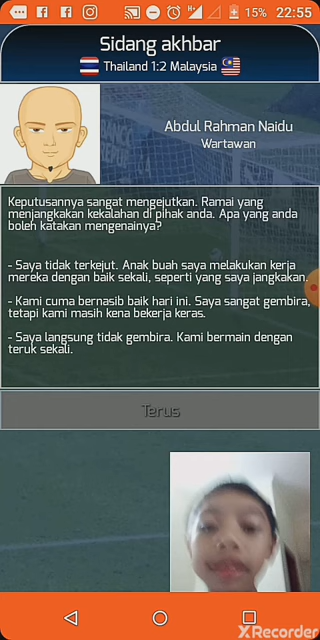 15% 22:55
Sidang akhbar
Thailand 1:2 Malaysia
Abdul Rahman Naidu
Wartawan
Keputusannya sangat mengejutkan. Ramai yang
menjangkakan kekalahan di pihak anda. Apa yang anda
boleh katakan mengenainya?
- Saya tidak terkejut. Anak buah saya melakukan kerja
mereka dengan baik sekali, seperti yang saya jangkakan.
- Kami cuma bernasib baik hari ini. Saya sangat gembira,
tetapi kami masih kena bekerja keras.
- Saya langsung tidak gembira. Kami bermain dengan
teruk sekali.
Terus
XRecorder